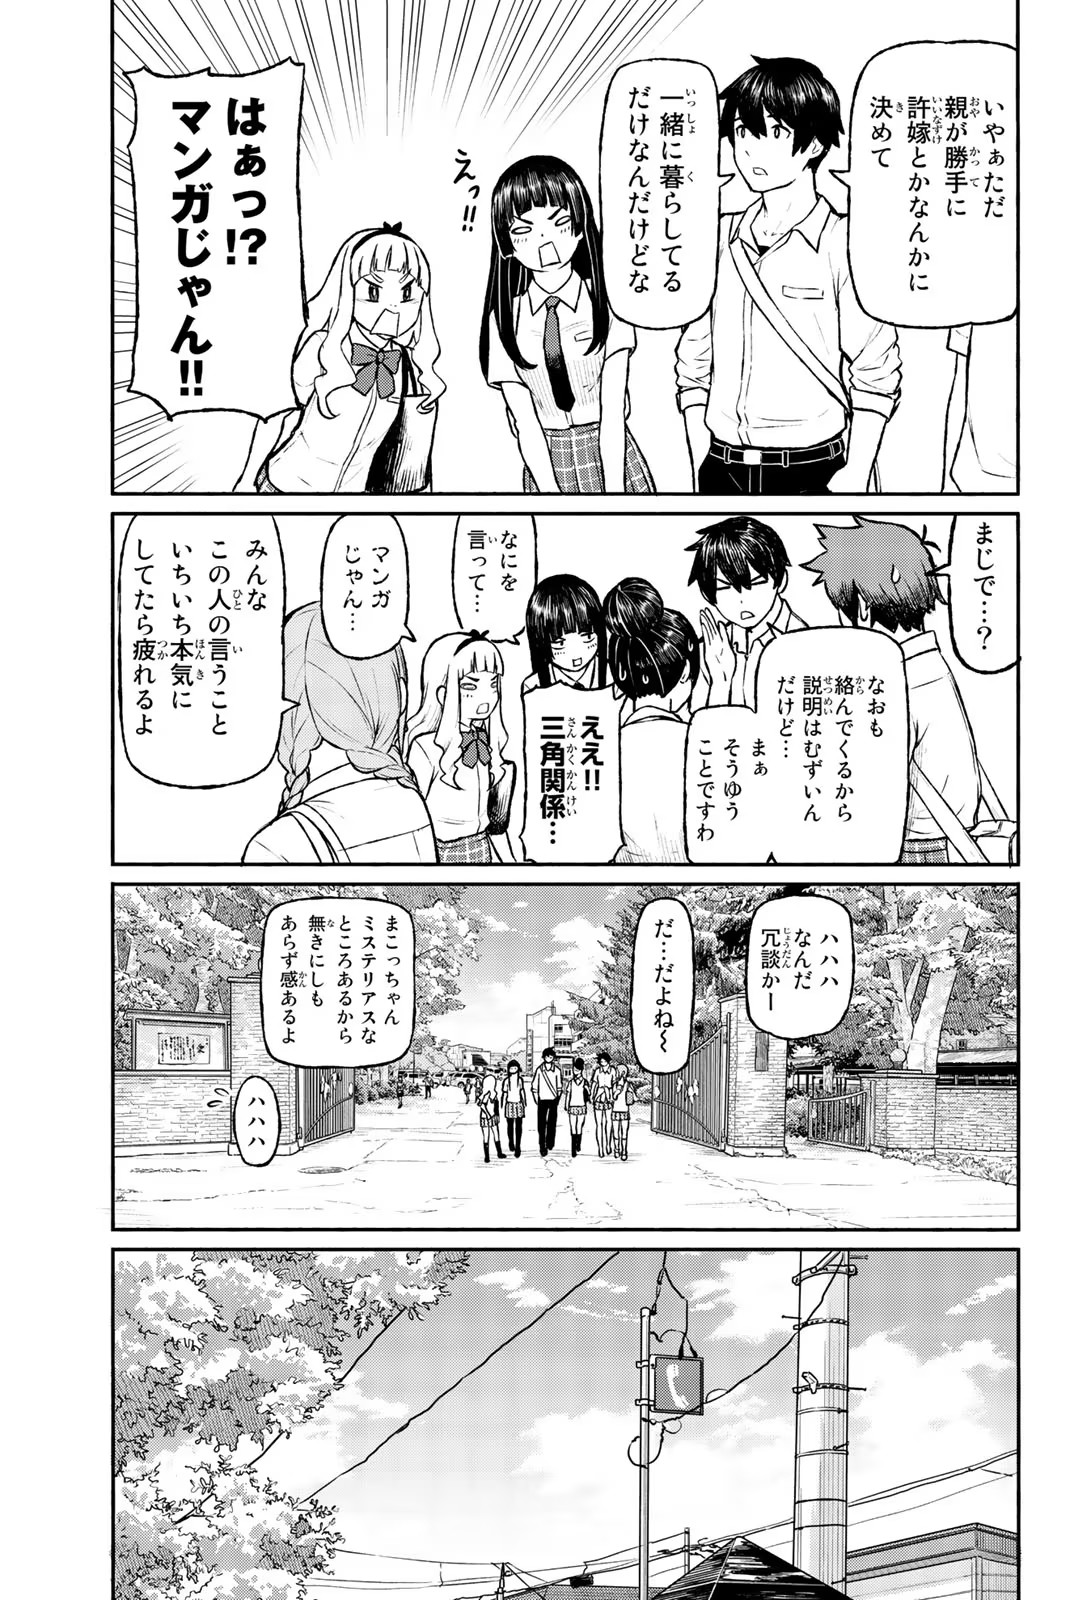 いやぁただ
親が勝手に
許嫁とかなんかに
決めて
一緒に暮らしてる
だけなんだけどな
えっ!!
はぁっ!?
マンガじゃん!!
まじで…?
なおも
絡んでくるから
説明はむずいん
だけど…
まぁ
そうゆう
ことですわ
ええ!!
三角関係…
なにを
言って…
マンガ
じゃん…
みんな
この人の言うこと
いちいち本気に
してたら疲れるよ
ハハハ
なんだ
冗談かー
だ…だよね〜
まこっちゃん
ミステリアスな
ところあるから
無きにしも
あらず感あるよ
ハハハ